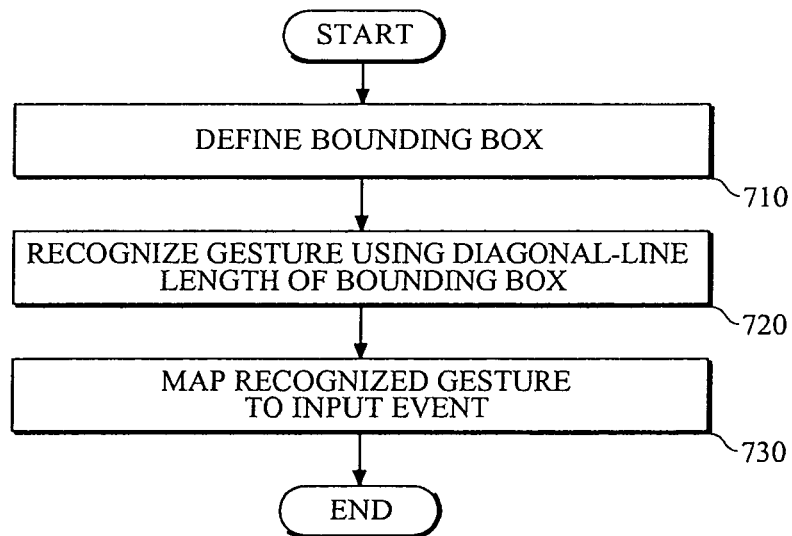 START
DEFINE BOUNDING BOX
710
RECOGNIZE GESTURE USING DIAGONAL-LINE
LENGTH OF BOUNDING BOX
720
MAP RECOGNIZED GESTURE
TO INPUT EVENT
730
END